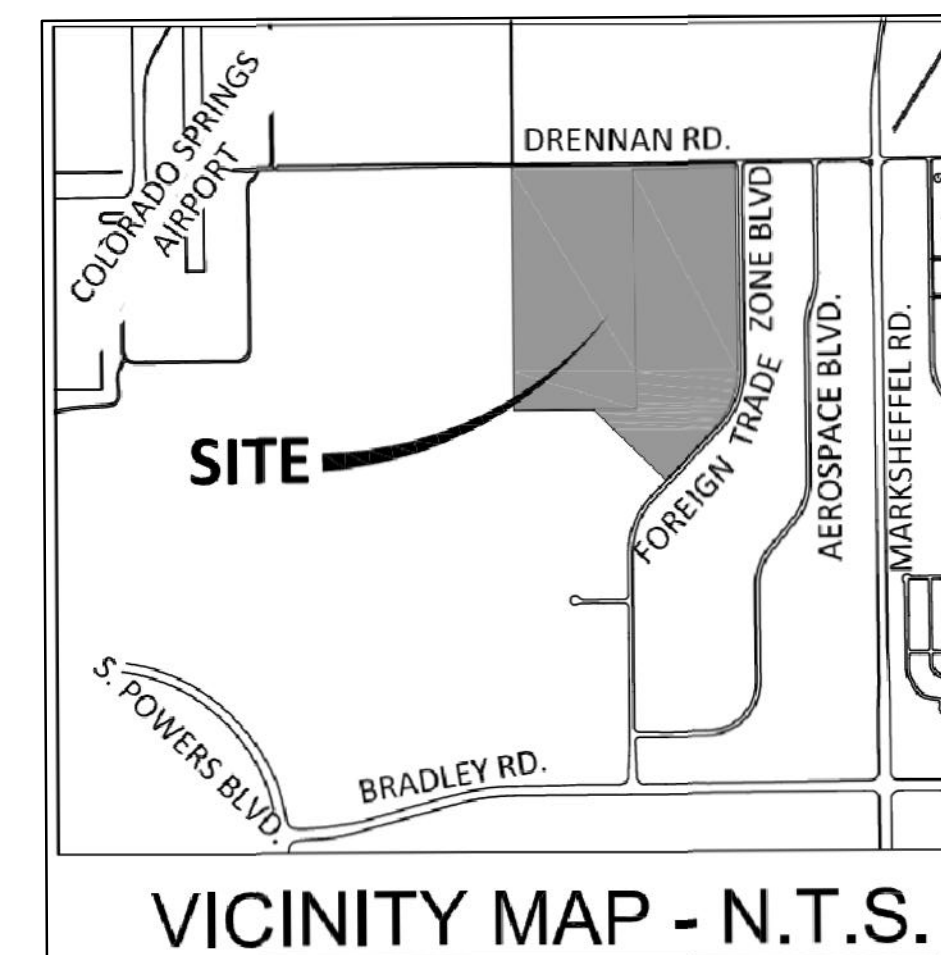 COLORADO SPRINGS
AIRPORT
DRENNAN RD.
FOREIGN TRADE ZONE BLVD
AEROSPACE BLVD.
MARKSHEFFEL RD.
SITE
S. POWERS BLVD.
BRADLEY RD.
VICINITY MAP - N.T.S.